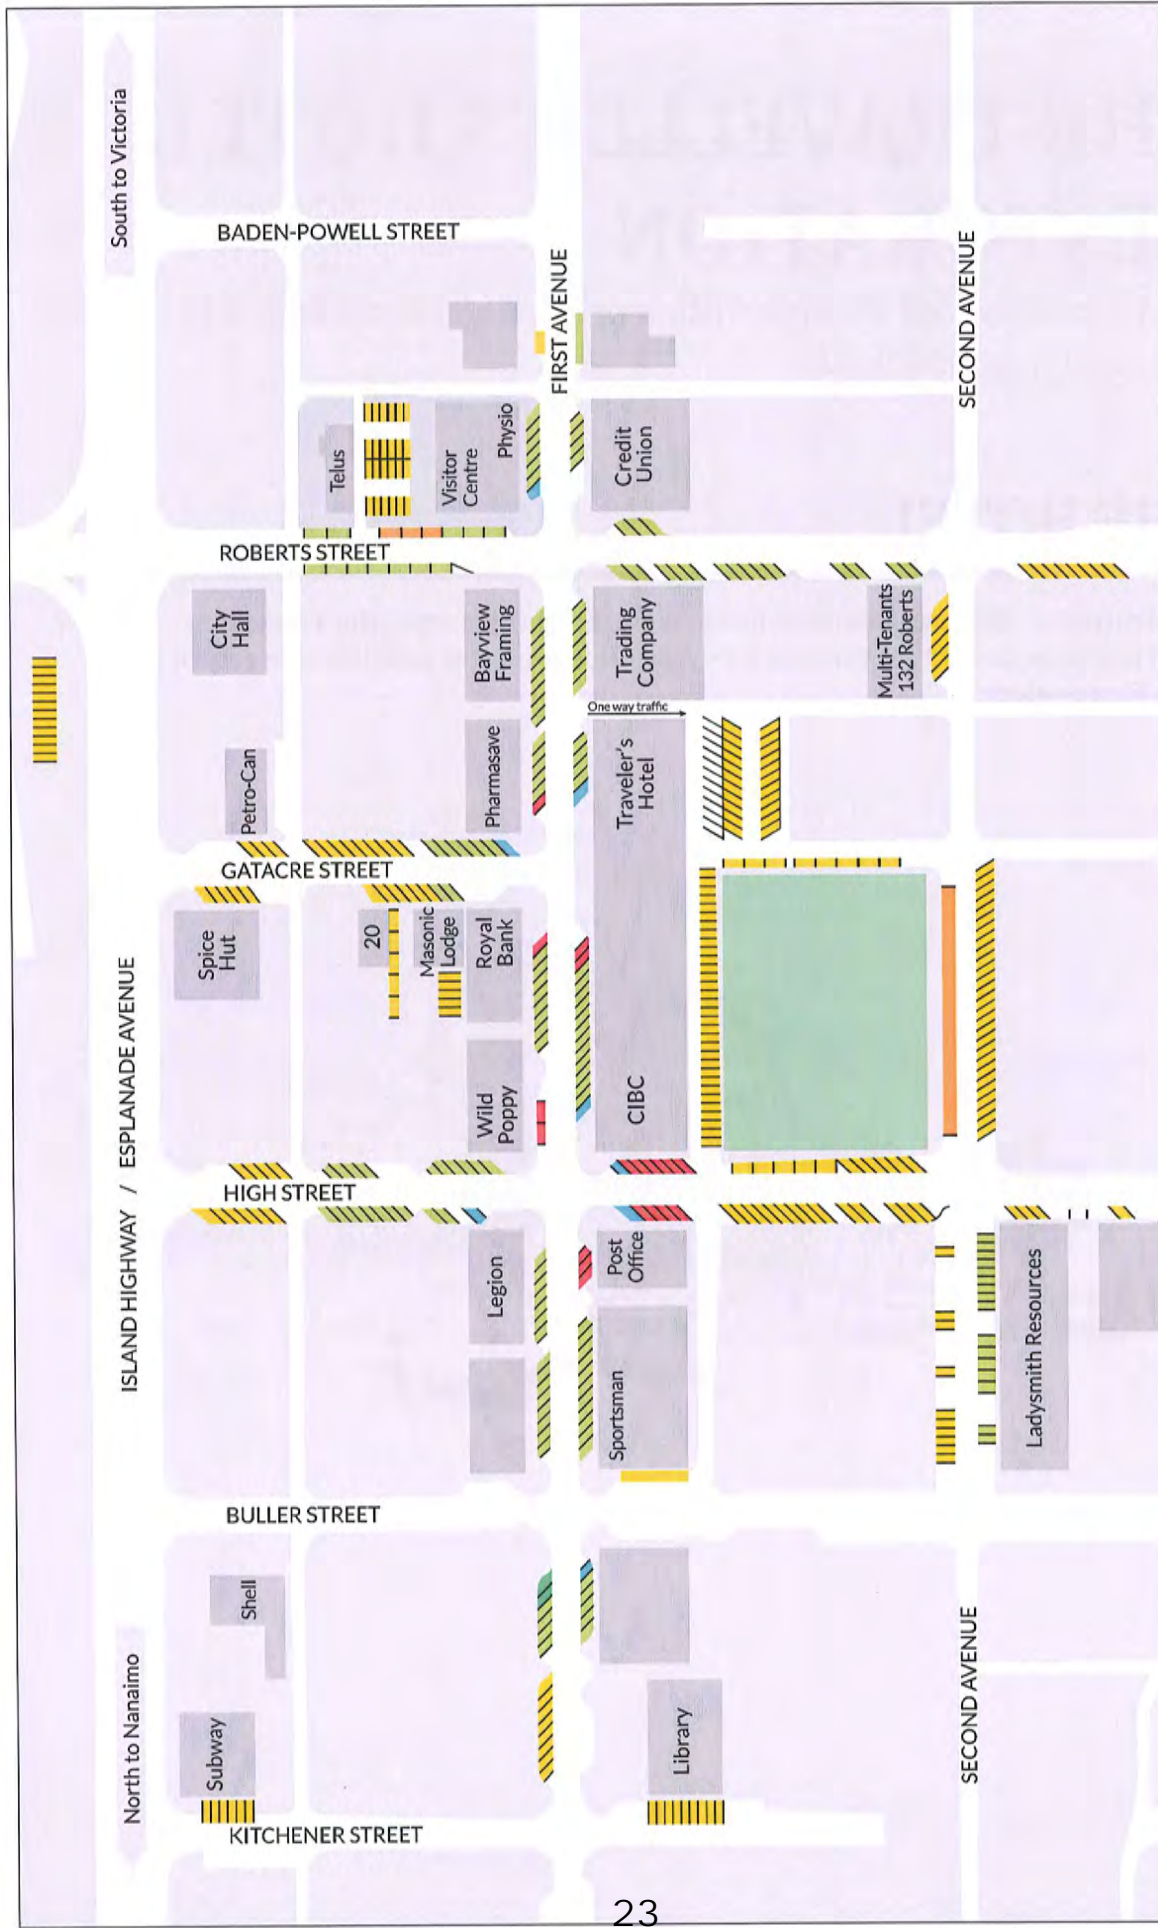 South to Victoria
BADEN-POWELL STREET
FIRST AVENUE
SECOND AVENUE
Telus
Visitor
Centre
Physio
Credit
Union
ROBERTS STREET
City
Hall
Bayview
Framing
Trading
Company
Multi-Tenants
132 Roberts
One way traffic
Petro-Can
Pharmasave
Traveler's
Hotel
GATACRE STREET
Spice
Hut
20
Masonic
Lodge
Royal
Bank
ISLAND HIGHWAY / ESPLANADE AVENUE
Wild
Poppy
CIBC
HIGH STREET
Legion
Post
Office
Sportsman
Ladysmith Resources
BULLER STREET
Shell
North to Nanaimo
Subway
Library
SECOND AVENUE
KITCHENER STREET
23